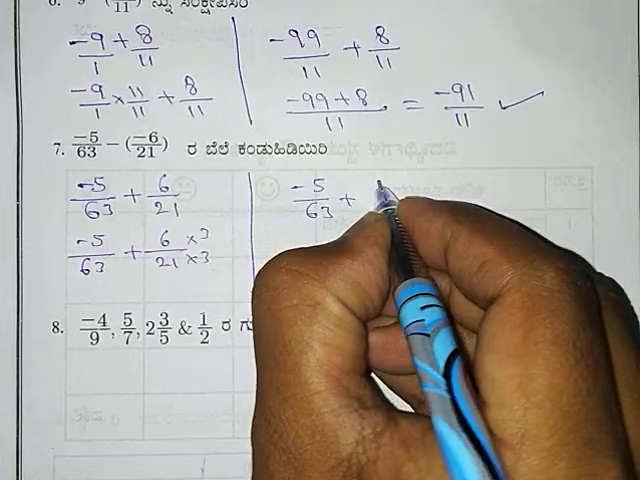 -9/1 + 8/11
-9/1 × 11/11 + 8/11
-99/11 + 8/11
(-99+8)/11 = -91/11 ✓
7. -5/63 - (-6/21) ರ ಬೆಲೆ ಕಂಡುಹಿಡಿಯಿರಿ
-5/63 + 6/21
-5/63 + 6×3/21×3
-5/63 +
8. -4/9, 5/7, 2 3/5 & 1/2 ರ